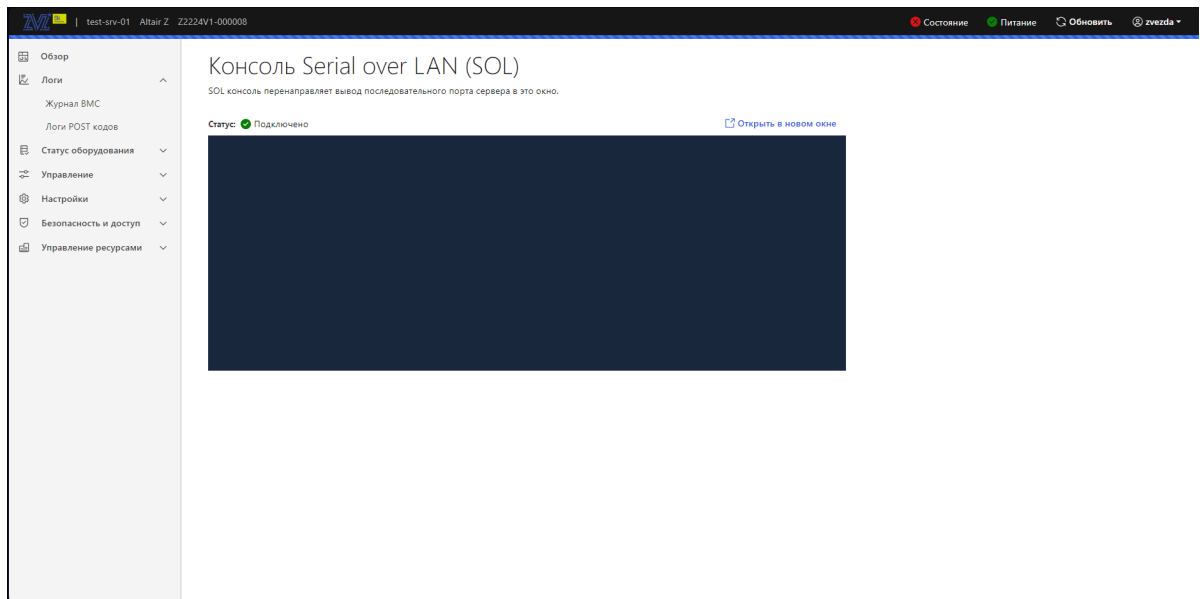 test-srv-01 Altair Z Z2224V1-000008
Состояние
Питание
Обновить
zvezda
Обзор
Логи
Журнал BMC
Логи POST кодов
Статус оборудования
Управление
Настройки
Безопасность и доступ
Управление ресурсами
Консоль Serial over LAN (SOL)
SOL консоль перенаправляет вывод последовательного порта сервера в это окно.
Статус: Подключено
Открыть в новом окне